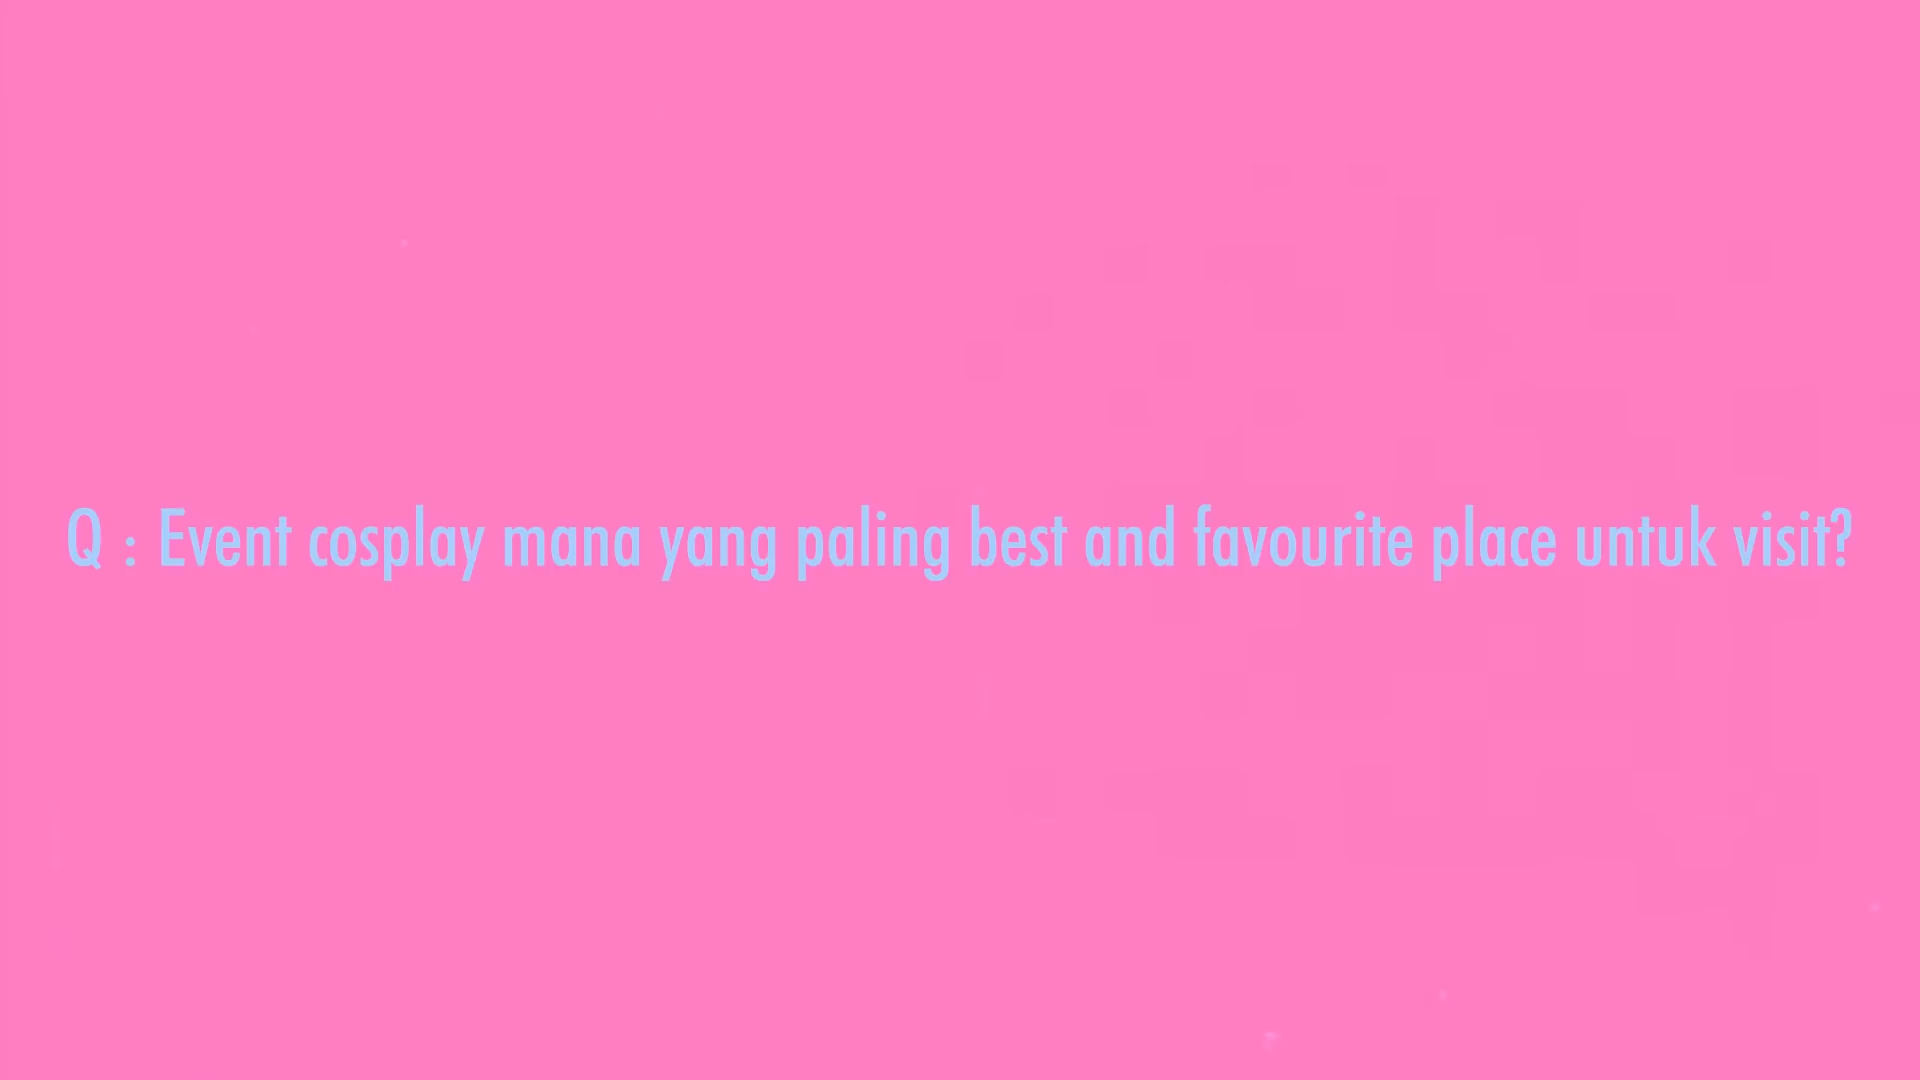 Q : Event cosplay mana yang paling best and favourite place untuk visit?